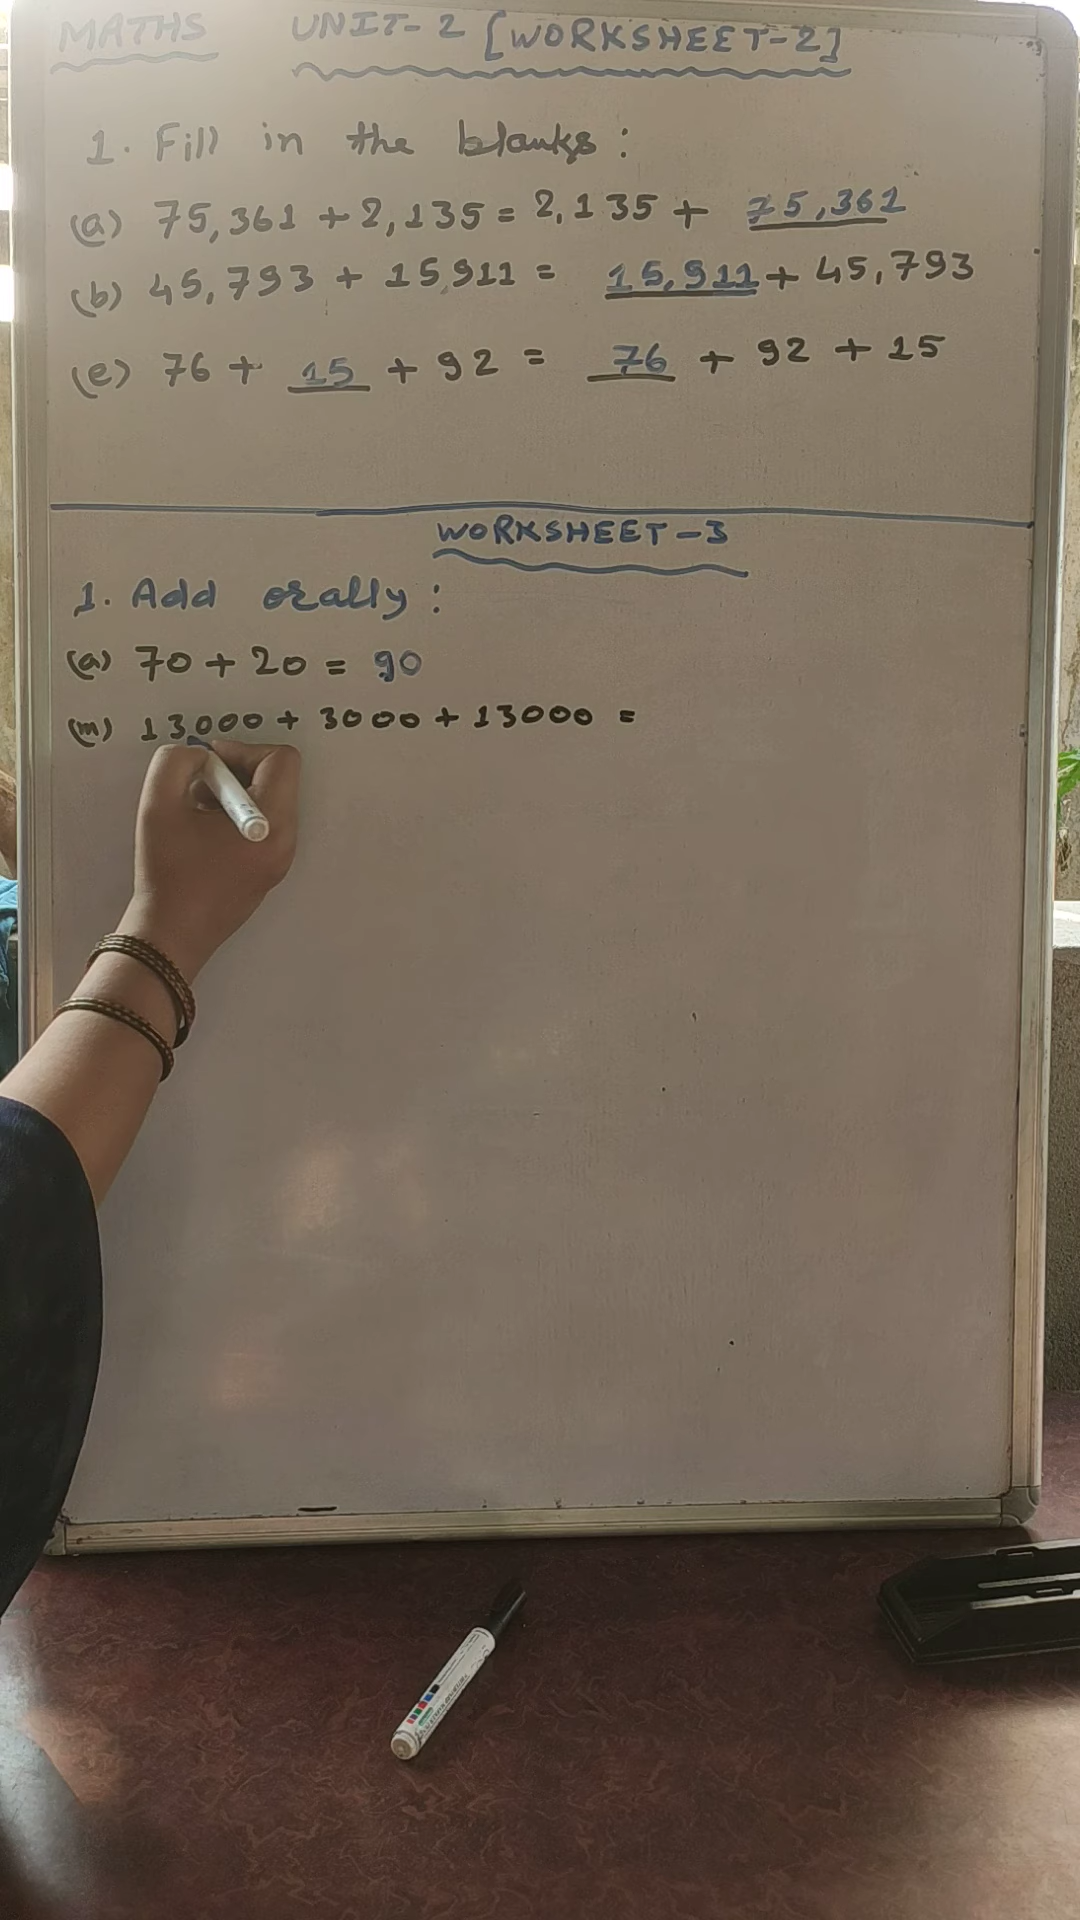 MATHS UNIT-2 [WORKSHEET-2]
1. Fill in the blanks:
(a) 75,361 + 2,135 = 2,135 + 75,361
(b) 45,793 + 15,911 = 15,911 + 45,793
(e) 76 + 15 + 92 = 76 + 92 + 15
WORKSHEET-3
1. Add orally:
(a) 70 + 20 = 90
(m) 13000 + 3000 + 13000 =